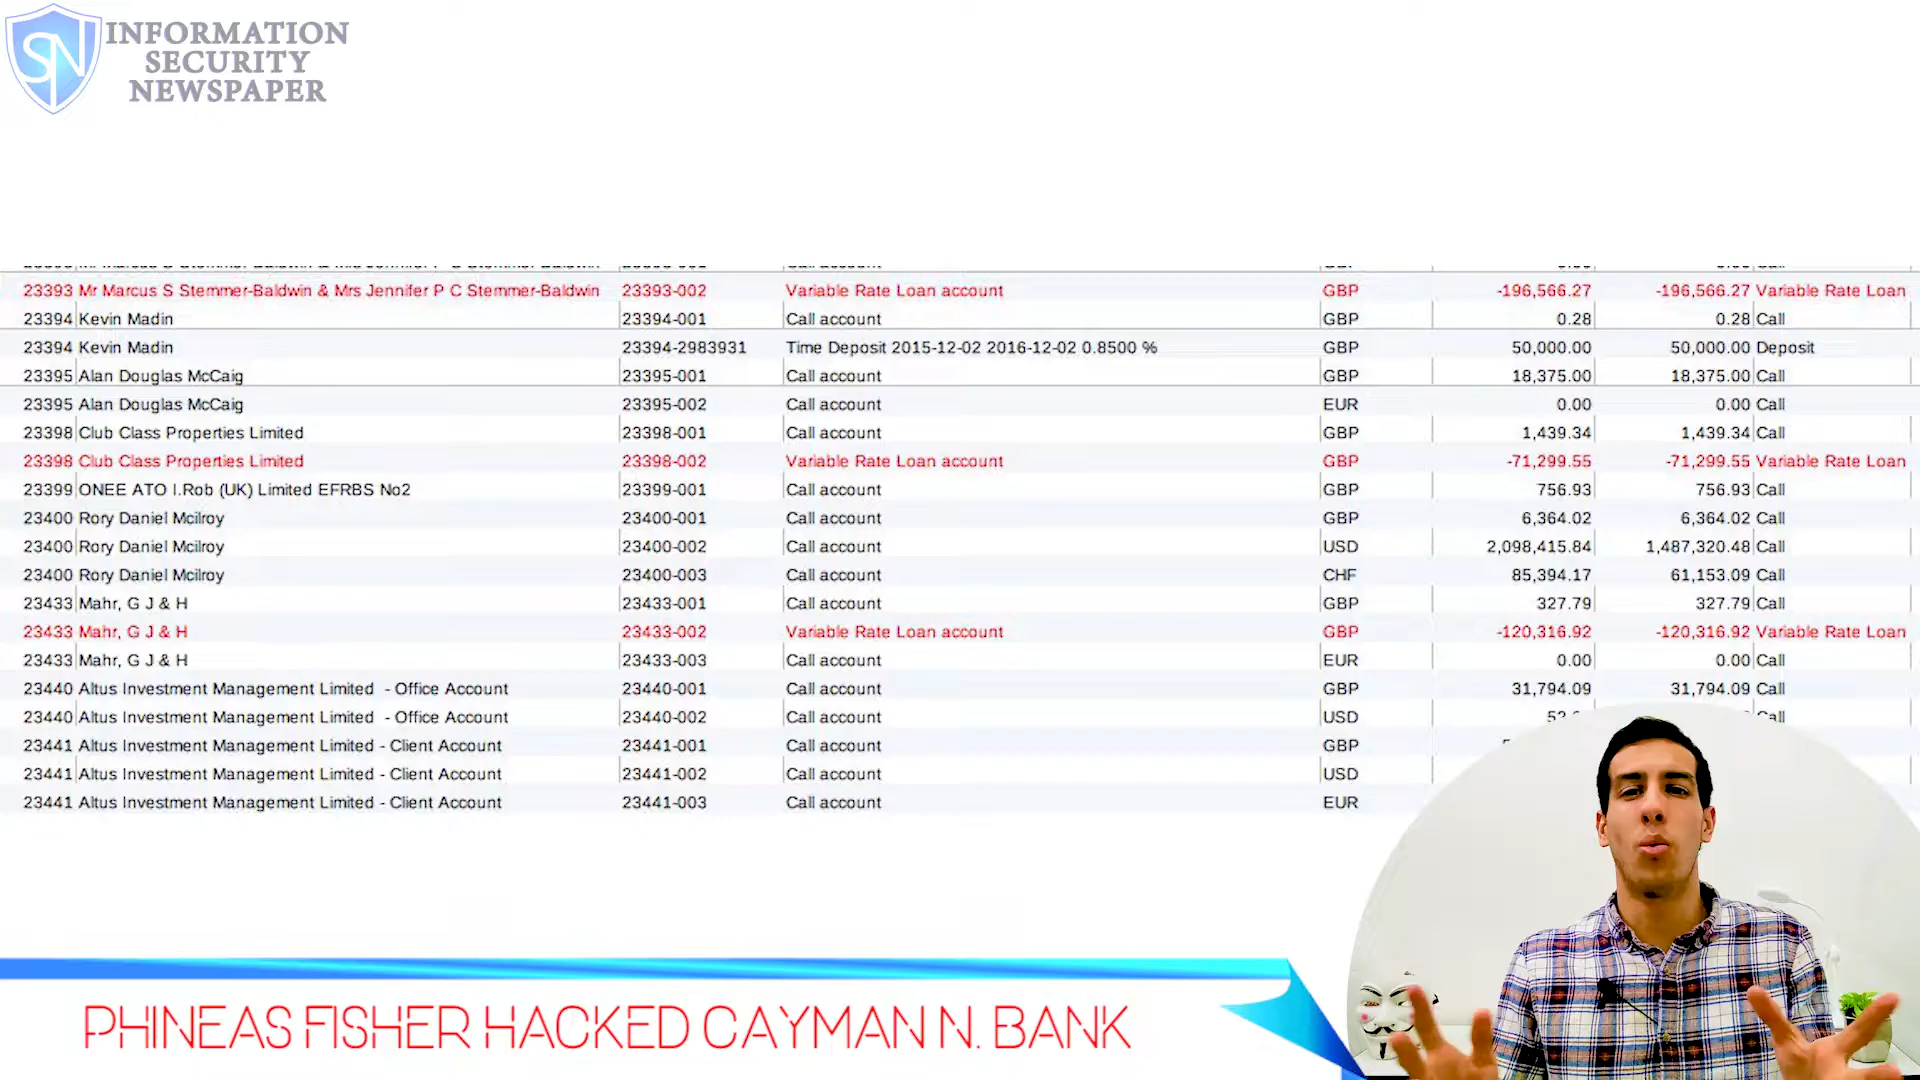 INFORMATION
SECURITY
NEWSPAPER
SN
23393 Mr Marcus S Stemmer-Baldwin & Mrs Jennifer P C Stemmer-Baldwin 23393-002 Variable Rate Loan account GBP -196,566.27 -196,566.27 Variable Rate Loan
23394 Kevin Madin 23394-001 Call account GBP 0.28 0.28 Call
23394 Kevin Madin 23394-2983931 Time Deposit 2015-12-02 2016-12-02 0.8500 % GBP 50,000.00 50,000.00 Deposit
23395 Alan Douglas McCaig 23395-001 Call account GBP 18,375.00 18,375.00 Call
23395 Alan Douglas McCaig 23395-002 Call account EUR 0.00 0.00 Call
23398 Club Class Properties Limited 23398-001 Call account GBP 1,439.34 1,439.34 Call
23398 Club Class Properties Limited 23398-002 Variable Rate Loan account GBP -71,299.55 -71,299.55 Variable Rate Loan
23399 ONEE ATO I.Rob (UK) Limited EFRBS No2 23399-001 Call account GBP 756.93 756.93 Call
23400 Rory Daniel Mcilroy 23400-001 Call account GBP 6,364.02 6,364.02 Call
23400 Rory Daniel Mcilroy 23400-002 Call account USD 2,098,415.84 1,487,320.48 Call
23400 Rory Daniel Mcilroy 23400-003 Call account CHF 85,394.17 61,153.09 Call
23433 Mahr, G J & H 23433-001 Call account GBP 327.79 327.79 Call
23433 Mahr, G J & H 23433-002 Variable Rate Loan account GBP -120,316.92 -120,316.92 Variable Rate Loan
23433 Mahr, G J & H 23433-003 Call account EUR 0.00 0.00 Call
23440 Altus Investment Management Limited - Office Account 23440-001 Call account GBP 31,794.09 31,794.09 Call
23440 Altus Investment Management Limited - Office Account 23440-002 Call account USD Call
23441 Altus Investment Management Limited - Client Account 23441-001 Call account GBP
23441 Altus Investment Management Limited - Client Account 23441-002 Call account USD
23441 Altus Investment Management Limited - Client Account 23441-003 Call account EUR
PHINEAS FISHER HACKED CAYMAN N. BANK